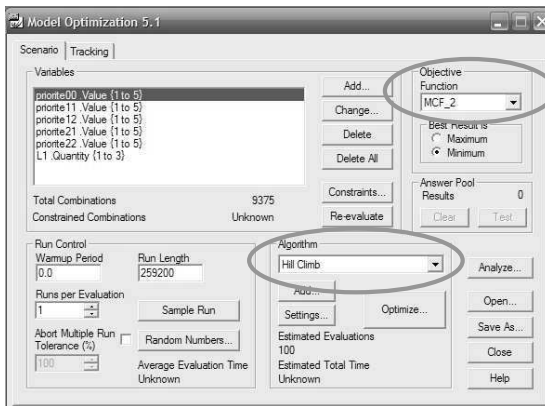 Model Optimization 5.1
Scenario
Tracking
Variables
priorite00 .Value {1 to 5}
priorite11 .Value {1 to 5}
priorite12 .Value {1 to 5}
priorite21 .Value {1 to 5}
priorite22 .Value {1 to 5}
L1 .Quantity {1 to 3}
Total Combinations 9375
Constrained Combinations Unknown
Add...
Change...
Delete
Delete All
Constraints...
Re-evaluate
Objective
Function
MCF_2
Best Result is
Maximum
Minimum
Answer Pool
Results 0
Clear
Test
Run Control
Warmup Period
Run Length
0.0
259200
Runs per Evaluation
1
Sample Run
Abort Multiple Run
Tolerance (%)
100
Random Numbers...
Average Evaluation Time
Unknown
Algorithm
Hill Climb
Add...
Settings...
Optimize...
Estimated Evaluations
100
Estimated Total Time
Unknown
Analyze...
Open...
Save As...
Close
Help